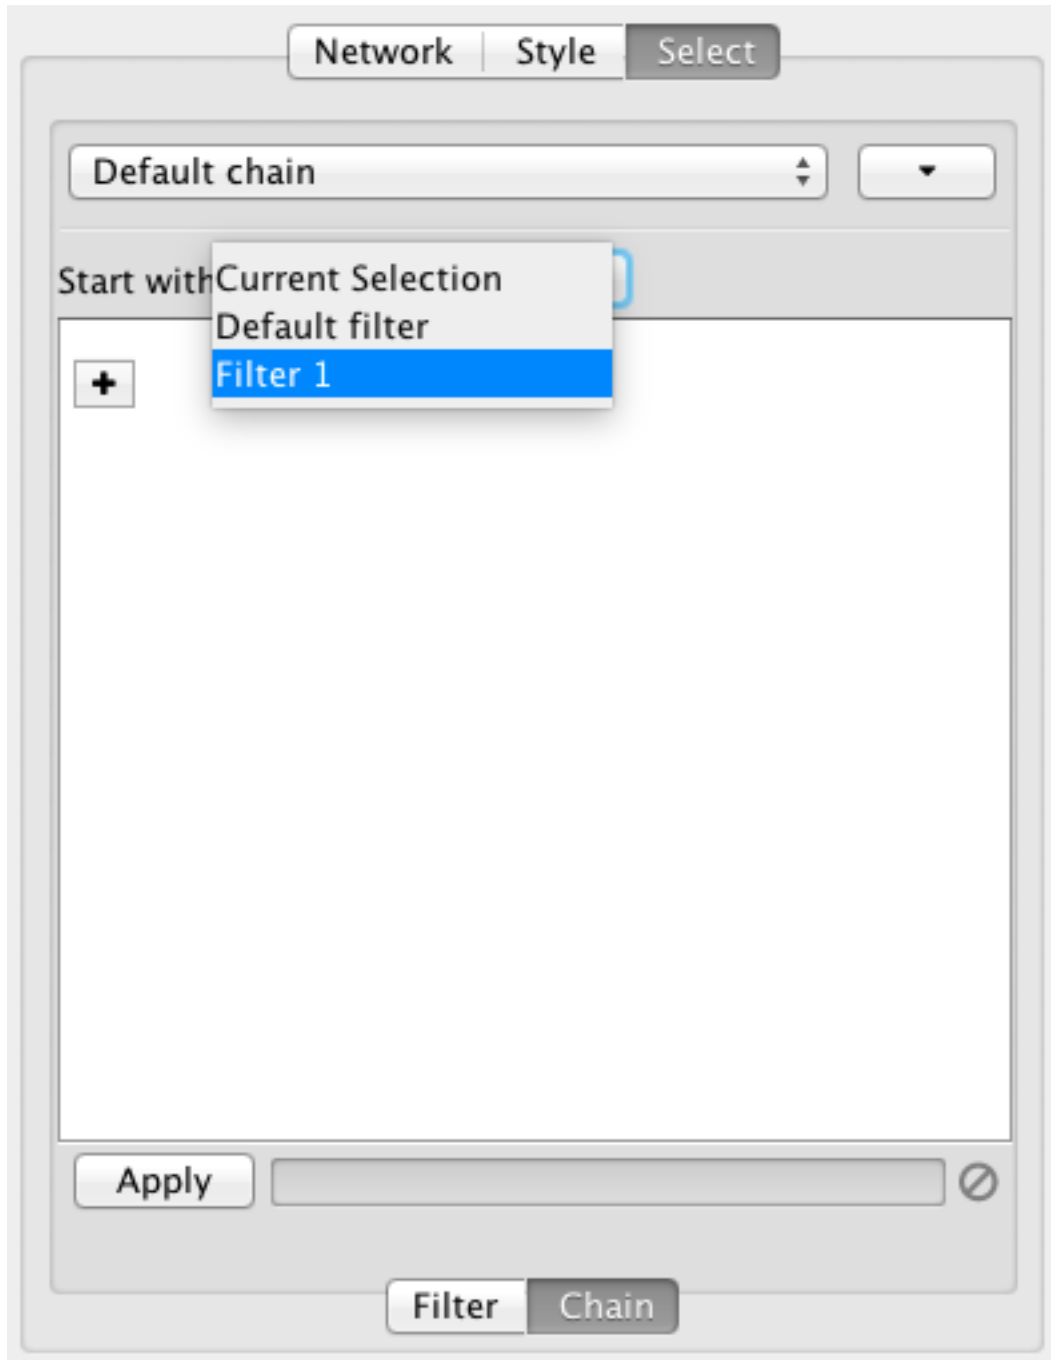 Network Style Select
Default chain
Start with
Current Selection
Default filter
Filter 1
Apply
Filter Chain